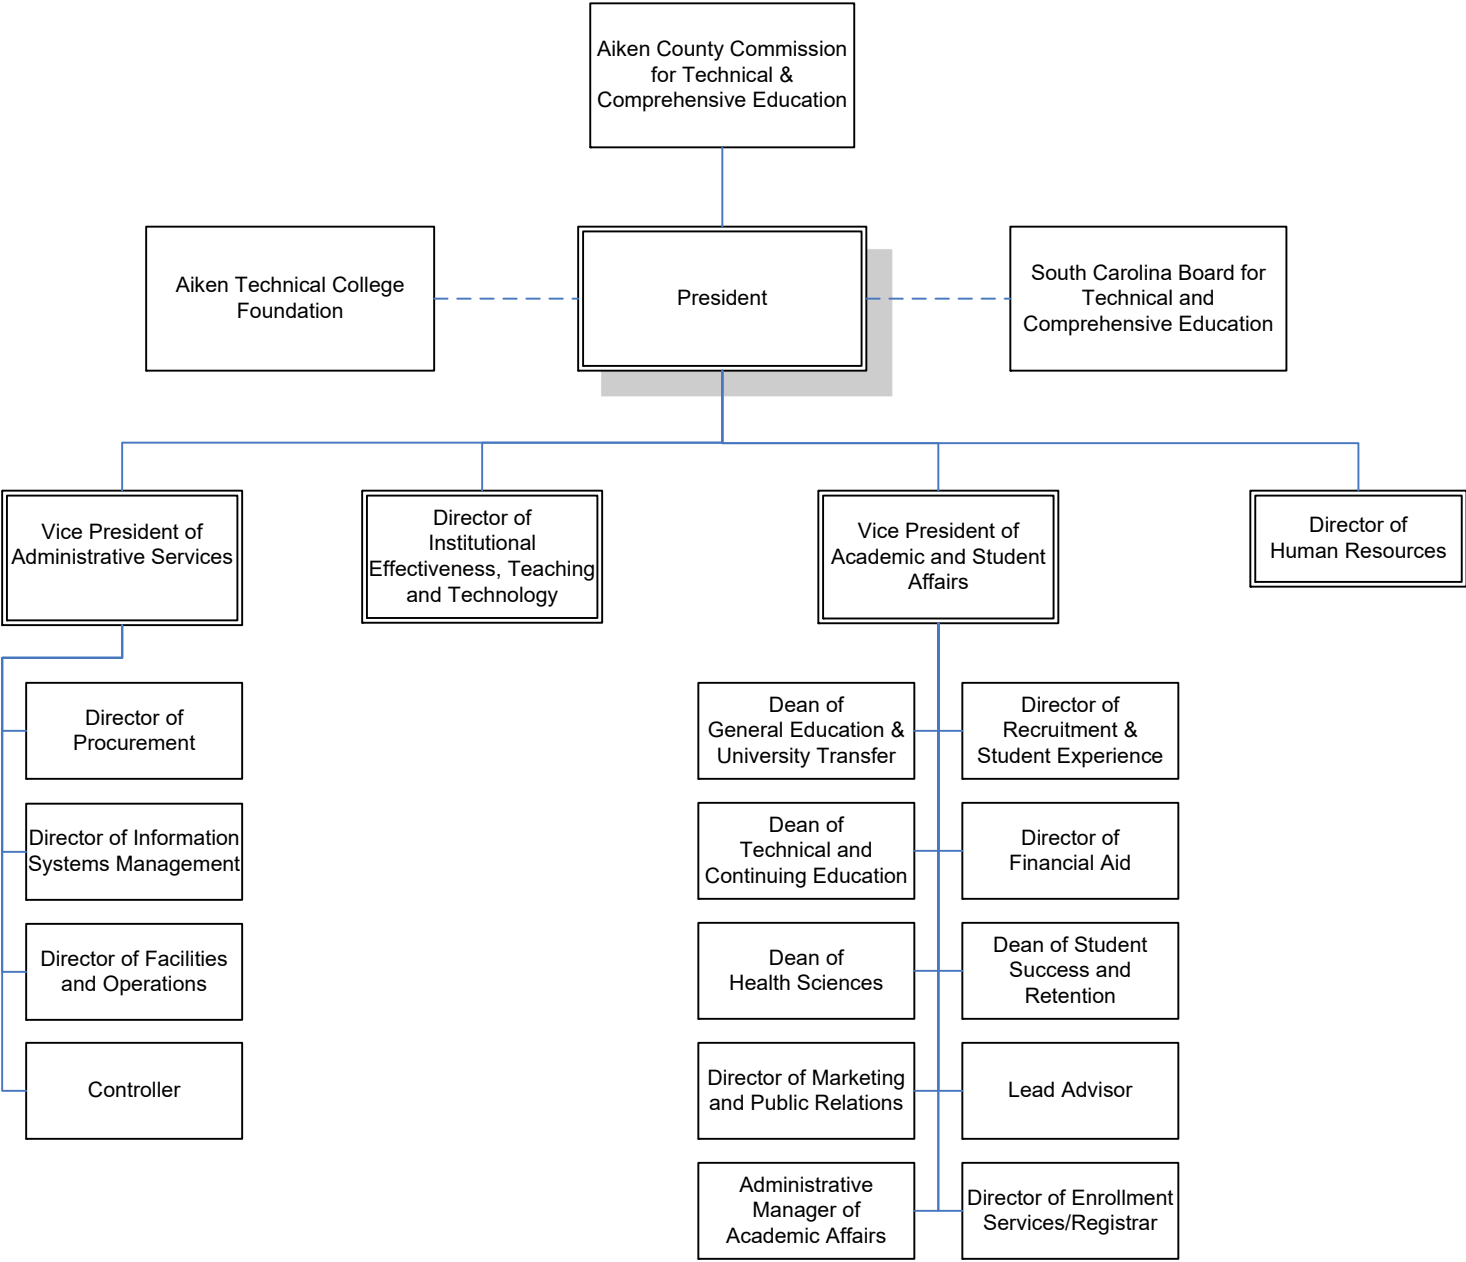 Aiken County Commission
for Technical &
Comprehensive Education
Aiken Technical College
Foundation
President
South Carolina Board for
Technical and
Comprehensive Education
Vice President of
Administrative Services
Director of
Institutional
Effectiveness, Teaching
and Technology
Vice President of
Academic and Student
Affairs
Director of
Human Resources
Director of
Procurement
Director of Information
Systems Management
Director of Facilities
and Operations
Controller
Dean of
General Education &
University Transfer
Director of
Recruitment &
Student Experience
Dean of
Technical and
Continuing Education
Director of
Financial Aid
Dean of
Health Sciences
Dean of Student
Success and
Retention
Director of Marketing
and Public Relations
Lead Advisor
Administrative
Manager of
Academic Affairs
Director of Enrollment
Services/Registrar